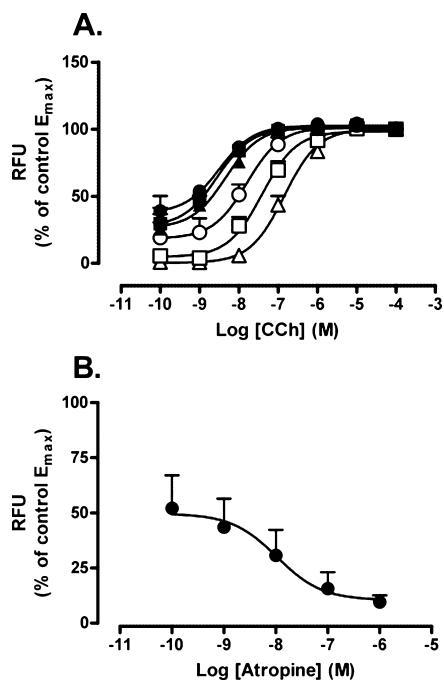 A.
150
100
50
0
RFU
(% of control Emax)
-11 -10 -9 -8 -7 -6 -5 -4 -3
Log [CCh] (M)
B.
100
75
50
25
0
RFU
(% of control Emax)
-11 -10 -9 -8 -7 -6 -5
Log [Atropine] (M)